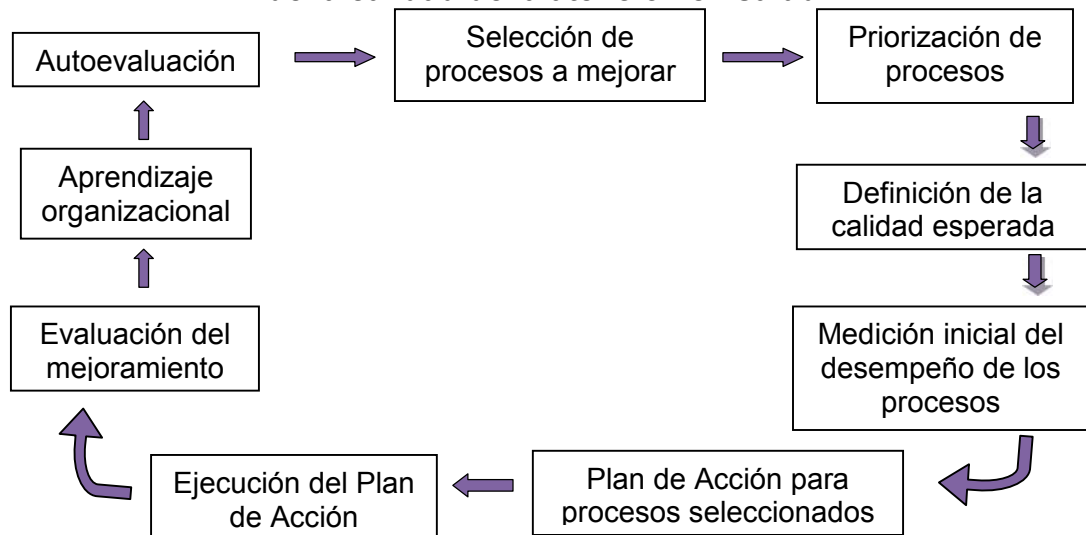 Autoevaluación
Selección de
procesos a mejorar
Priorización de
procesos
Definición de la
calidad esperada
Medición inicial del
desempeño de los
procesos
Plan de Acción para
procesos seleccionados
Ejecución del Plan
de Acción
Evaluación del
mejoramiento
Aprendizaje
organizacional